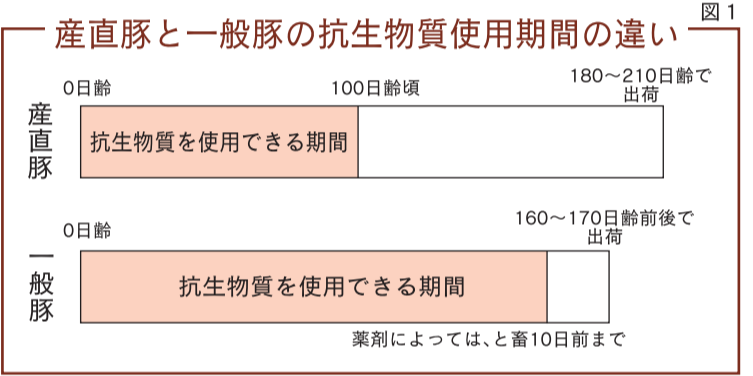 図1
産直豚と一般豚の抗生物質使用期間の違い
0日齢
100日齢頃
180〜210日齢で
出荷
産直豚
抗生物質を使用できる期間
0日齢
160〜170日齢前後で
出荷
一般豚
抗生物質を使用できる期間
薬剤によっては、と畜10日前まで